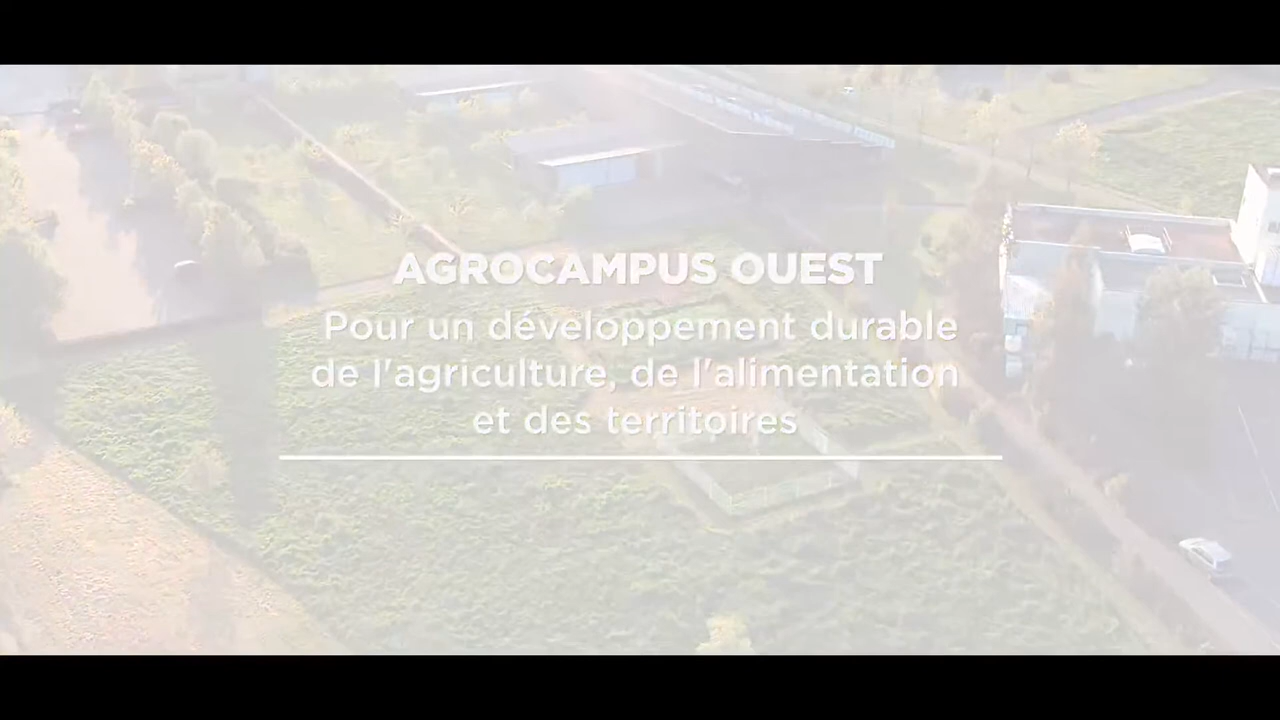 AGROCAMPUS OUEST
Pour un développement durable
de l'agriculture, de l'alimentation
et des territoires